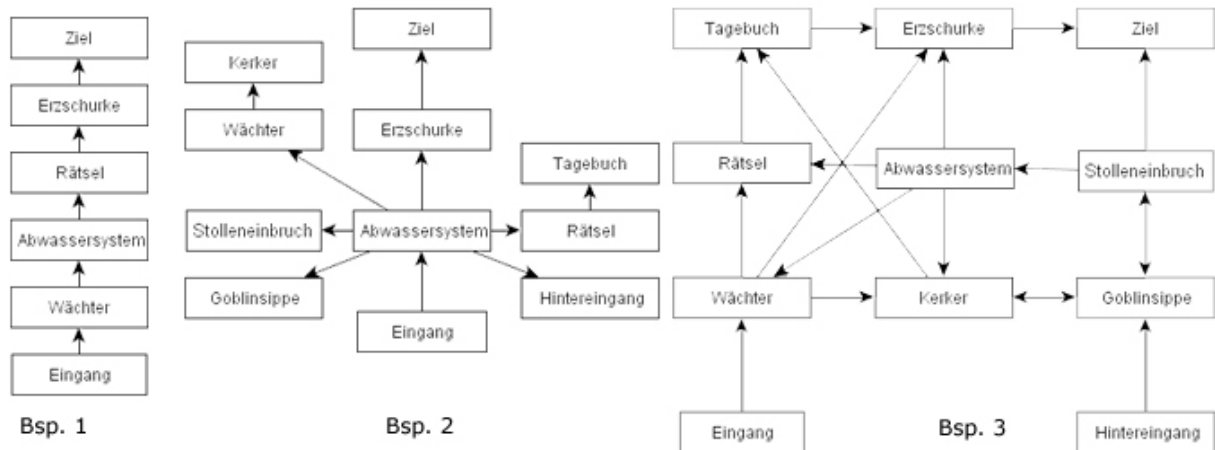 Ziel
Erzschurke
Rätsel
Abwassersystem
Wächter
Eingang
Bsp. 1
Ziel
Kerker
Wächter
Erzschurke
Tagebuch
Stolleneinbruch
Abwassersystem
Rätsel
Goblinsippe
Hintereingang
Eingang
Bsp. 2
Tagebuch
Erzschurke
Ziel
Rätsel
Abwassersystem
Stolleneinbruch
Wächter
Kerker
Goblinsippe
Eingang
Hintereingang
Bsp. 3